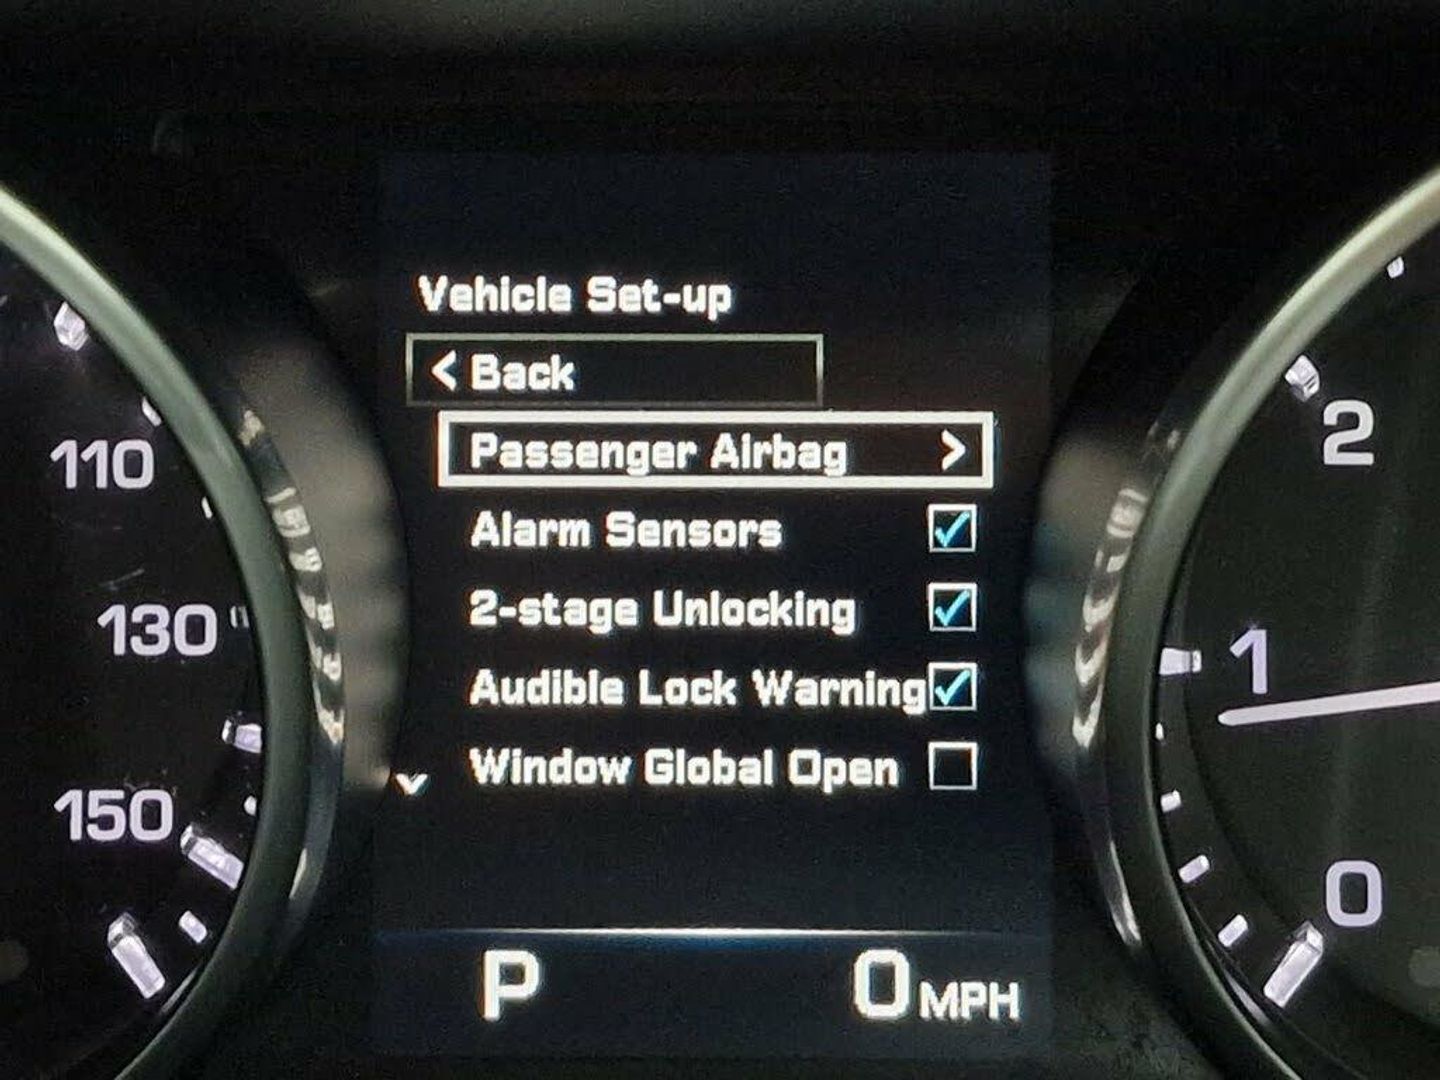 Vehicle Set-up
< Back
Passenger Airbag >
Alarm Sensors
2-stage Unlocking
Audible Lock Warning
Window Global Open
P 0 MPH
110
130
150
2
1
0